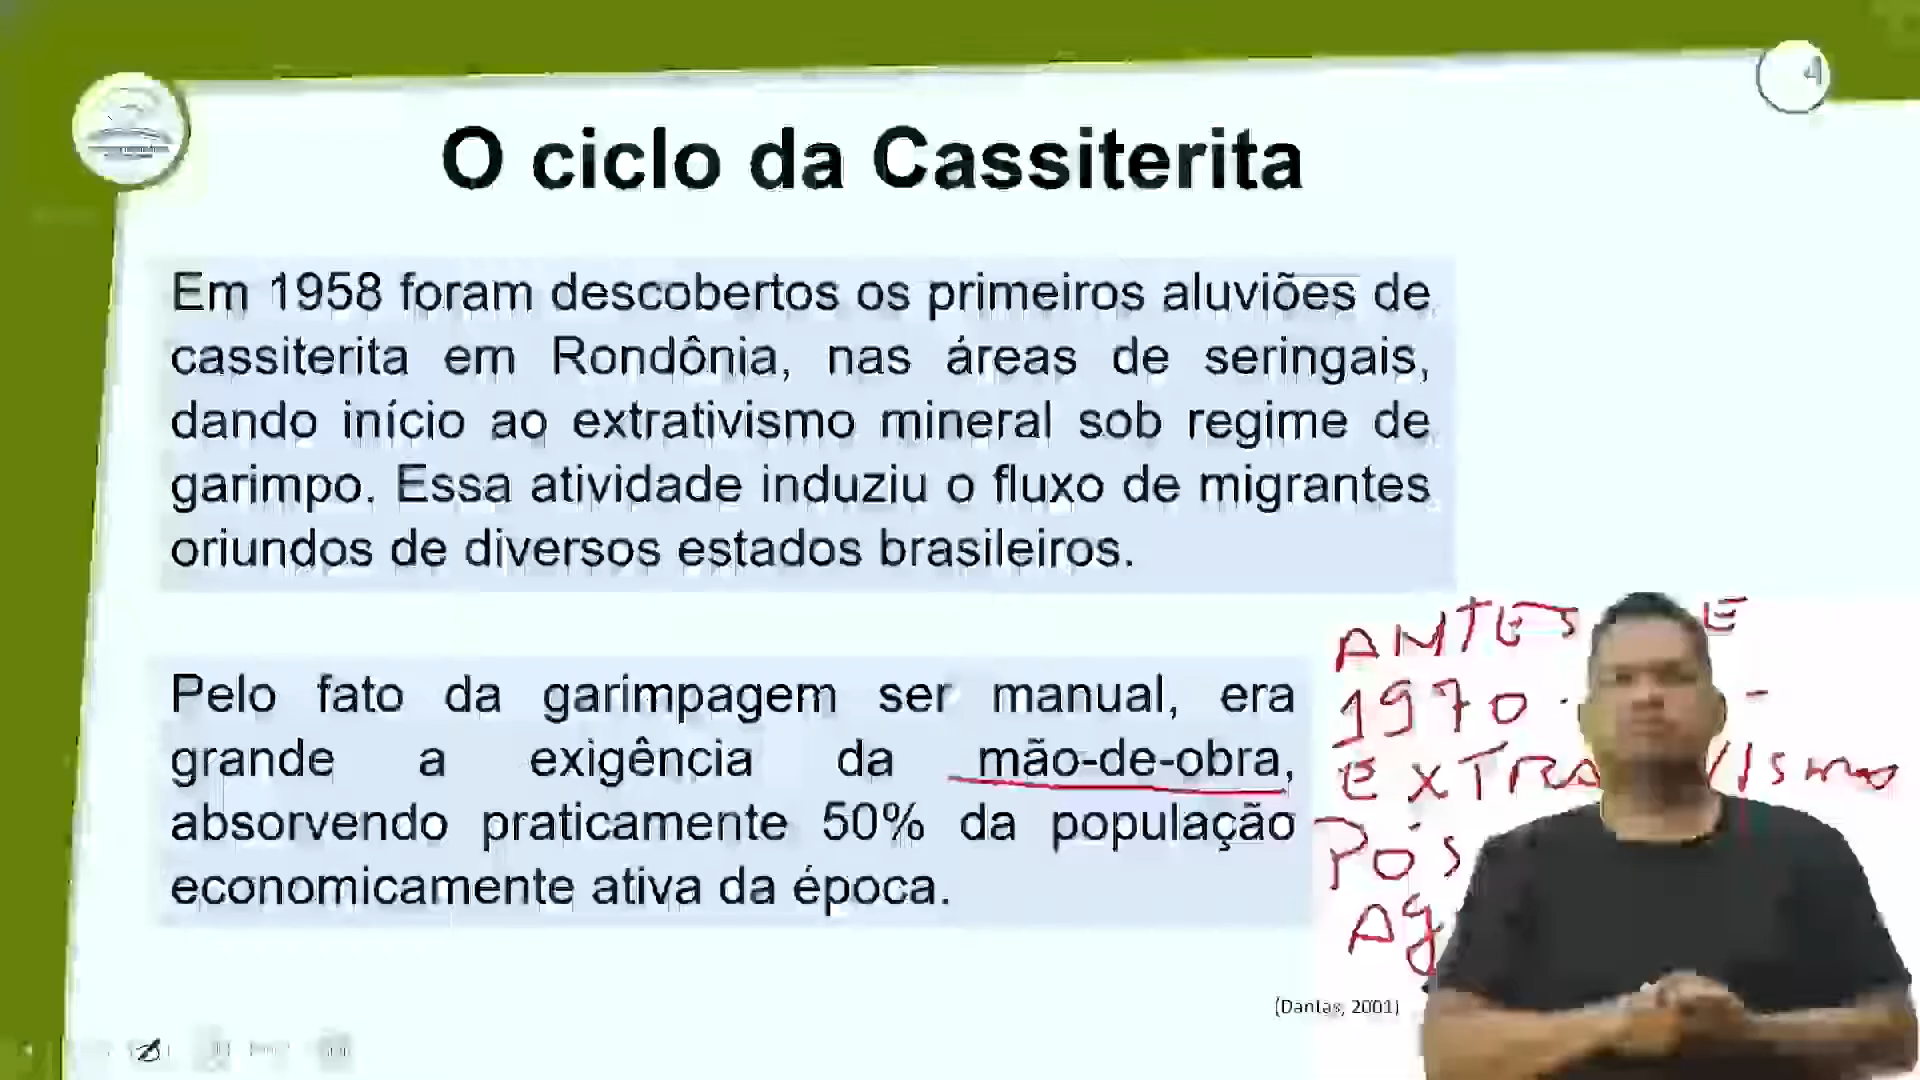 4
O ciclo da Cassiterita
Em 1958 foram descobertos os primeiros aluviões de
cassiterita em Rondônia, nas áreas de seringais,
dando início ao extrativismo mineral sob regime de
garimpo. Essa atividade induziu o fluxo de migrantes
oriundos de diversos estados brasileiros.
Pelo fato da garimpagem ser manual, era
grande a exigência da mão-de-obra,
absorvendo praticamente 50% da população
economicamente ativa da época.
ANTES
1970
PÓS
(Dantas, 2001)